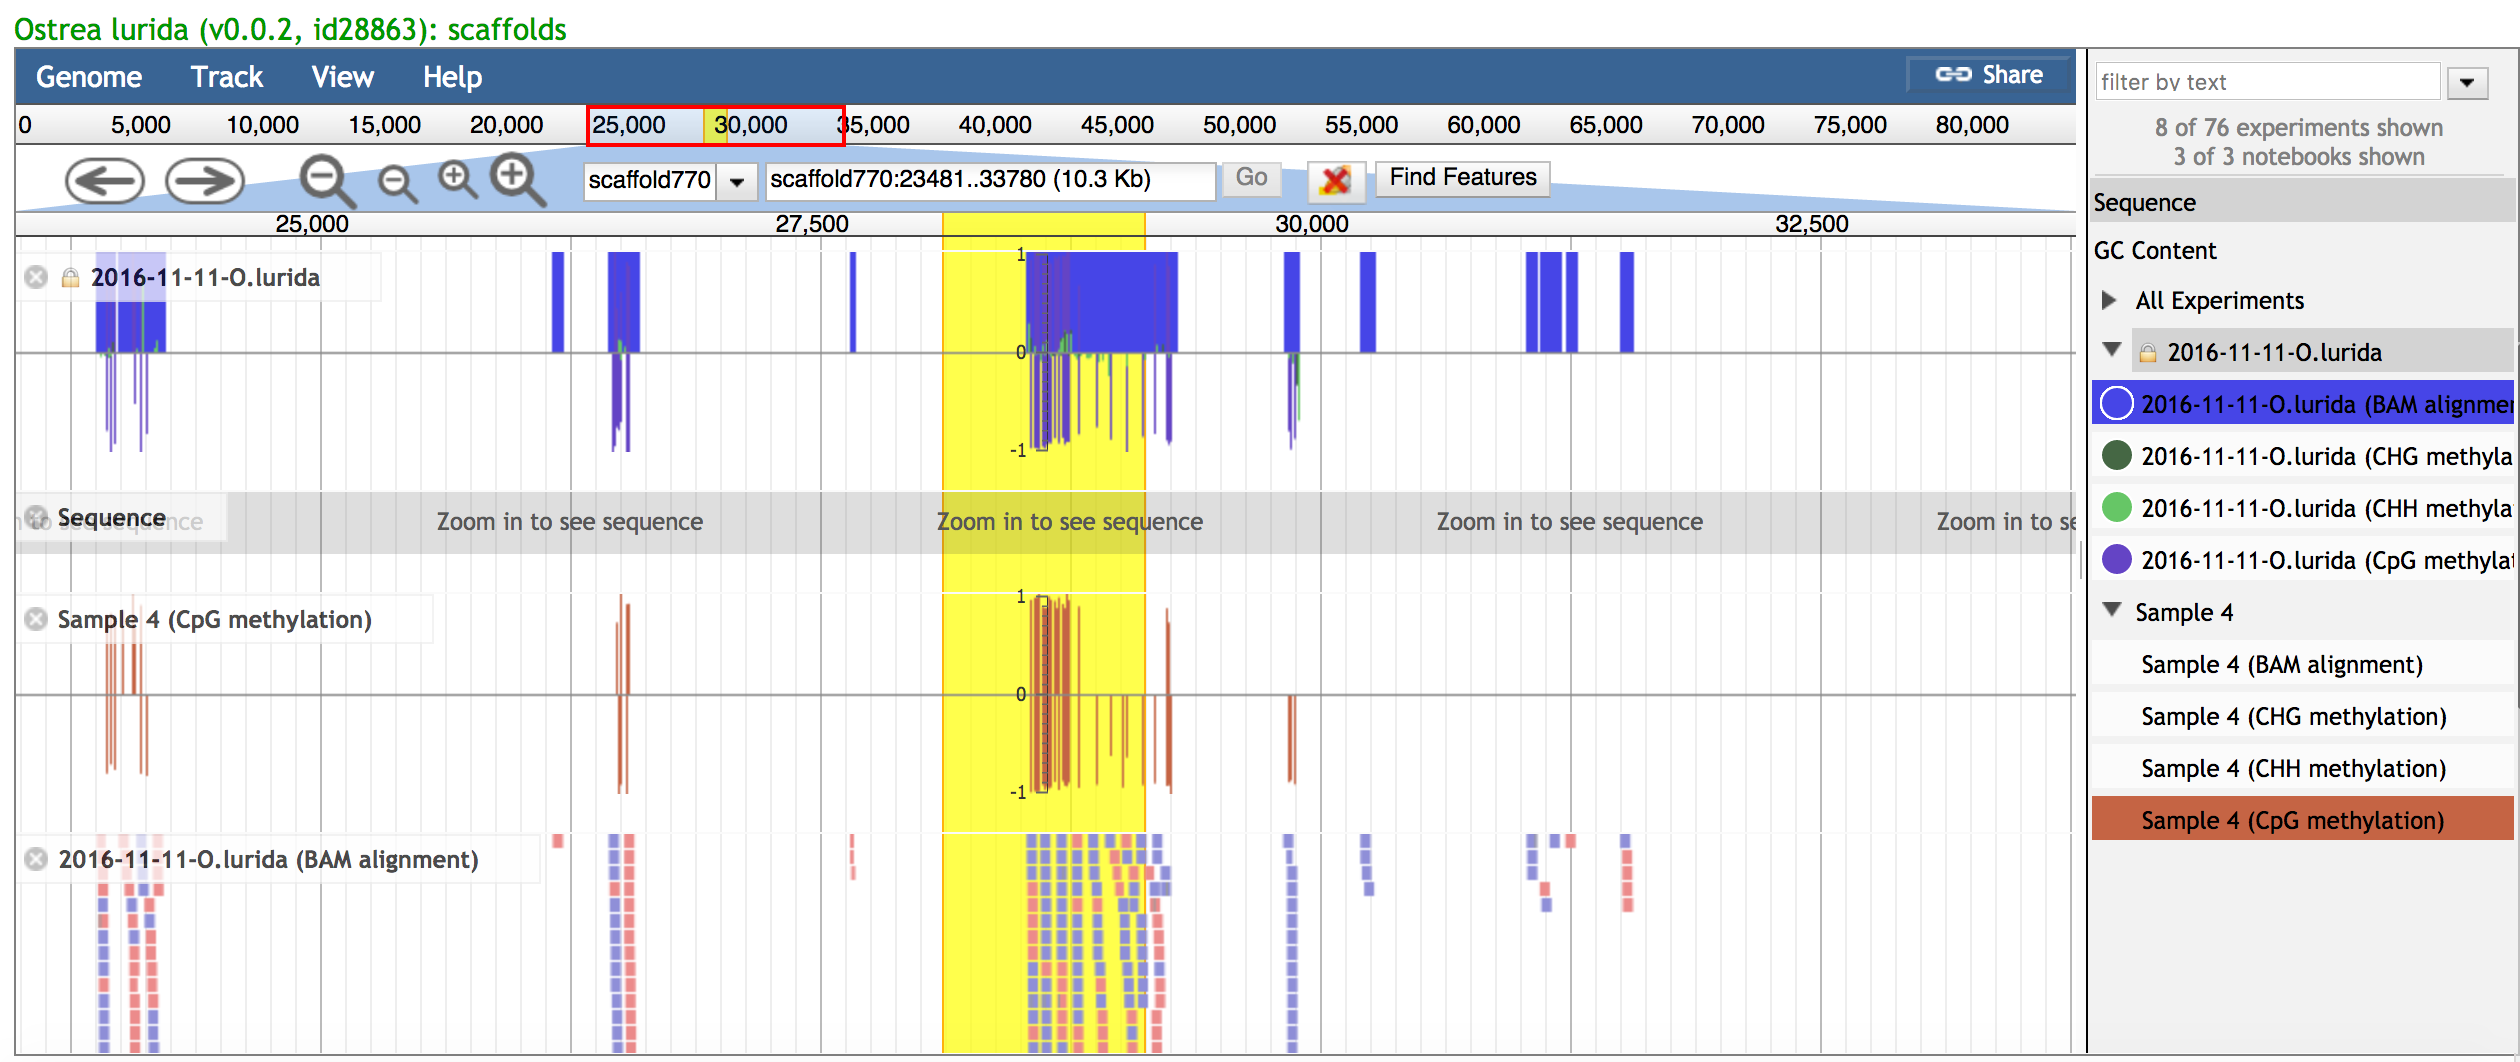 Ostrea lurida (v0.0.2, id28863): scaffolds
Genome Track View Help Share
0 5,000 10,000 15,000 20,000 25,000 30,000 35,000 40,000 45,000 50,000 55,000 60,000 65,000 70,000 75,000 80,000
scaffold770 scaffold770:23481..33780 (10.3 Kb) Go Find Features
25,000 27,500 30,000 32,500
2016-11-11-O.lurida
1
0
-1
Sequence Zoom in to see sequence Zoom in to see sequence Zoom in to see sequence Zoom in to se
Sample 4 (CpG methylation)
1
0
-1
2016-11-11-O.lurida (BAM alignment)
filter by text
8 of 76 experiments shown
3 of 3 notebooks shown
Sequence
GC Content
All Experiments
2016-11-11-O.lurida
2016-11-11-O.lurida (BAM alignmer
2016-11-11-O.lurida (CHG methyla
2016-11-11-O.lurida (CHH methyla
2016-11-11-O.lurida (CpG methylat
Sample 4
Sample 4 (BAM alignment)
Sample 4 (CHG methylation)
Sample 4 (CHH methylation)
Sample 4 (CpG methylation)